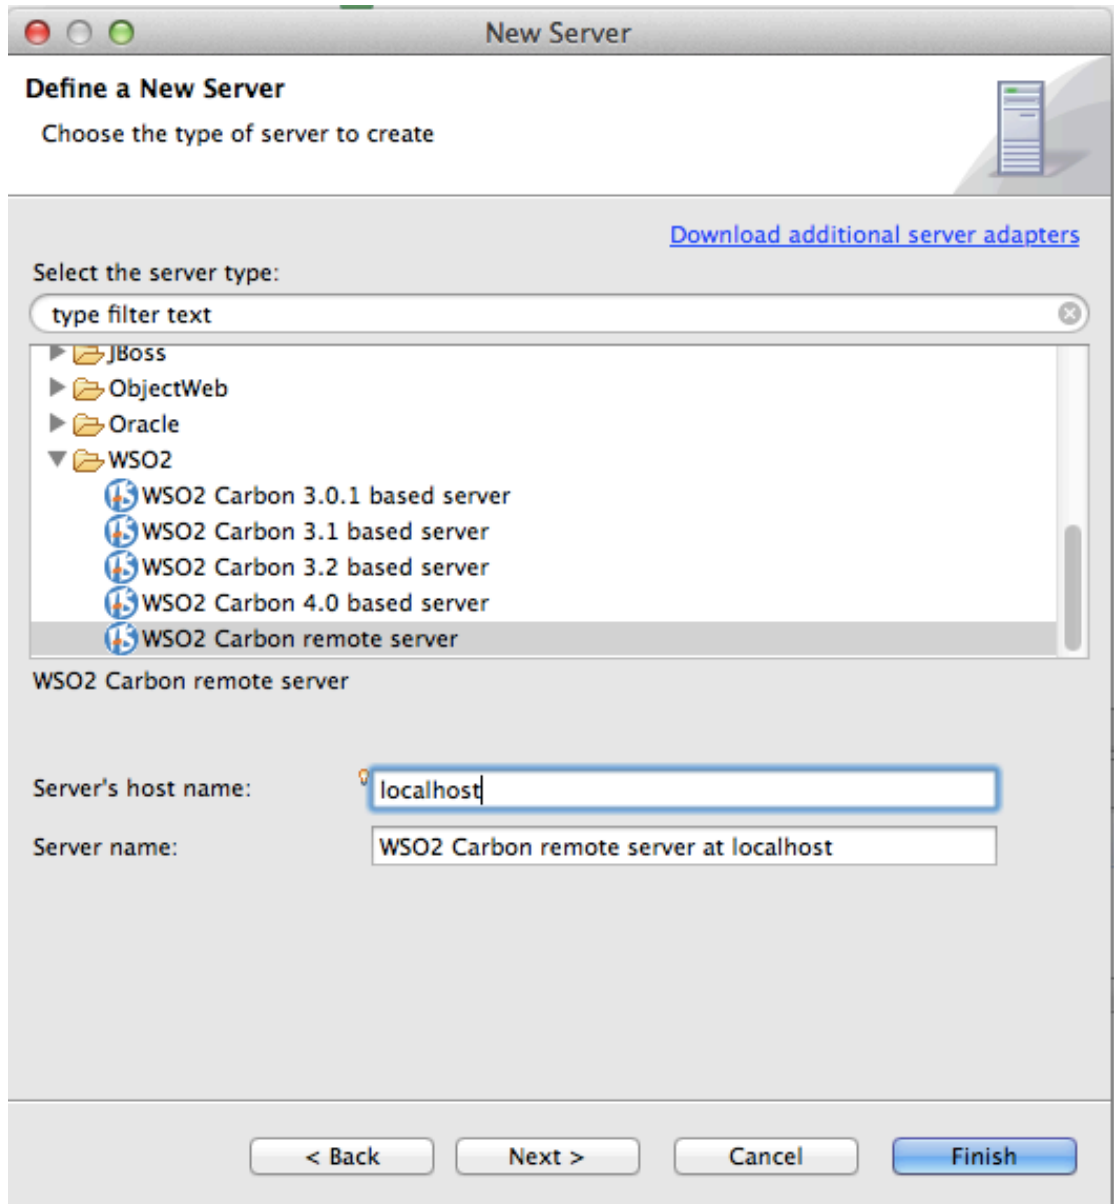 New Server
Define a New Server
Choose the type of server to create
Download additional server adapters
Select the server type:
type filter text
JBoss
ObjectWeb
Oracle
WSO2
WSO2 Carbon 3.0.1 based server
WSO2 Carbon 3.1 based server
WSO2 Carbon 3.2 based server
WSO2 Carbon 4.0 based server
WSO2 Carbon remote server
WSO2 Carbon remote server
Server's host name: localhost
Server name: WSO2 Carbon remote server at localhost
< Back Next > Cancel Finish